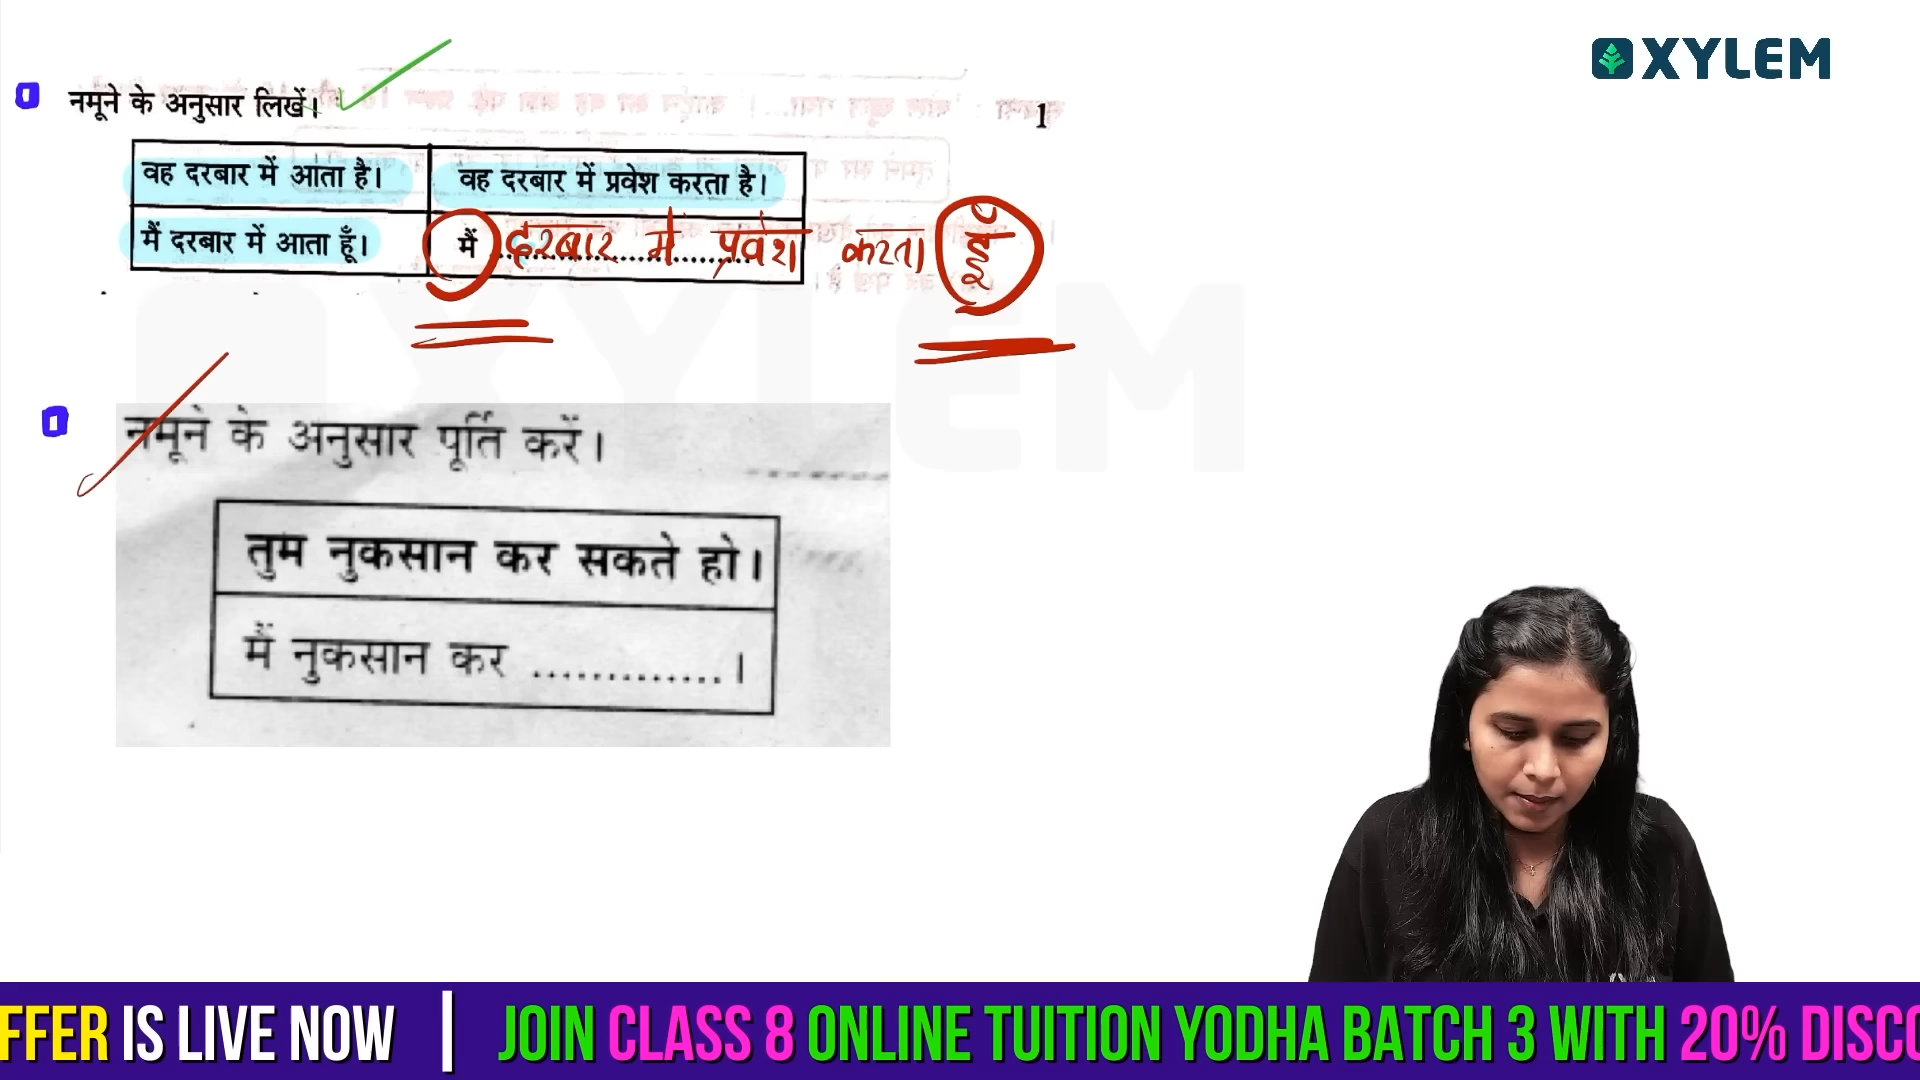 XYLEM
नमूने के अनुसार लिखें।
1
वह दरबार में आता है। वह दरबार में प्रवेश करता है।
मैं दरबार में आता हूँ। मैं दरबार में प्रवेश करता हूँ
XYLEM
नमूने के अनुसार पूर्ति करें।
तुम नुकसान कर सकते हो।
मैं नुकसान कर .............।
FFER IS LIVE NOW | JOIN CLASS 8 ONLINE TUITION YODHA BATCH 3 WITH 20% DISCO